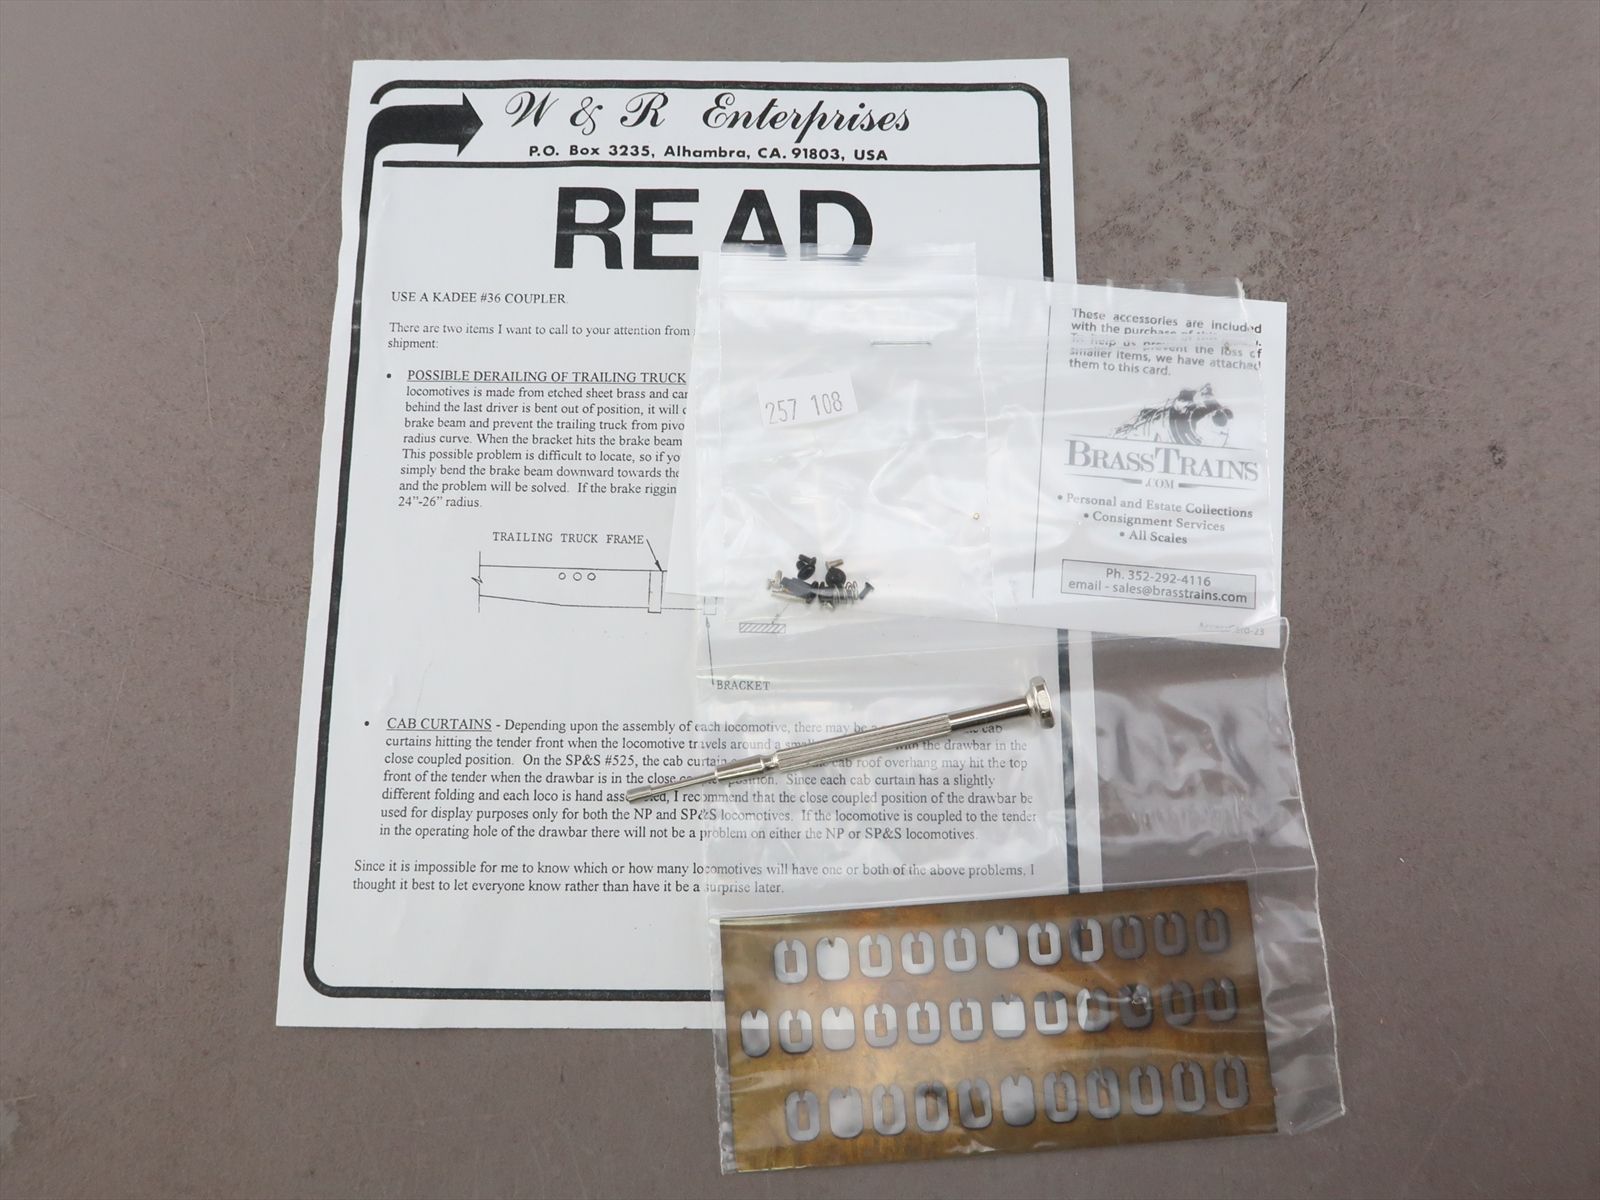 W & R Enterprises
P.O. Box 3235, Alhambra, CA. 91803, USA
READ
USE A KADEE #36 COUPLER.
There are two items I want to call to your attention from
shipment:
• POSSIBLE DERAILING OF TRAILING TRUCK
locomotives is made from etched sheet brass and can
behind the last driver is bent out of position, it will
brake beam and prevent the trailing truck from
radius curve. When the bracket hits the brake beam
This possible problem is difficult to locate, so if you
simply bend the brake beam downward towards the
and the problem will be solved. If the brake
24"-26" radius.
TRAILING TRUCK FRAME
BRACKET
• CAB CURTAINS - Depending upon the assembly of each locomotive, there may be cab
curtains hitting the tender front when the locomotive travels around a with the drawbar in the
close coupled position. On the SP&S #525, the cab cab roof overhang may hit the top
front of the tender when the drawbar is in the close position. Since each cab curtain has a slightly
different folding and each loco is hand I recommend that the close coupled position of the drawbar be
used for display purposes only for both the NP and SP&S locomotives. If the locomotive is coupled to the tender
in the operating hole of the drawbar there will not be a problem on either the NP or SP&S locomotives.
Since it is impossible for me to know which or how many locomotives will have one or both of the above problems, I
thought it best to let everyone know rather than have it be a surprise later.
257 108
These accessories are included
with the purchase of this
To help us prevent the loss of
smaller items, we have attached
them to this card.
BRASSTRAINS
.COM
• Personal and Estate Collections
• Consignment Services
• All Scales
Ph. 352-292-4116
email - sales@brasstrains.com